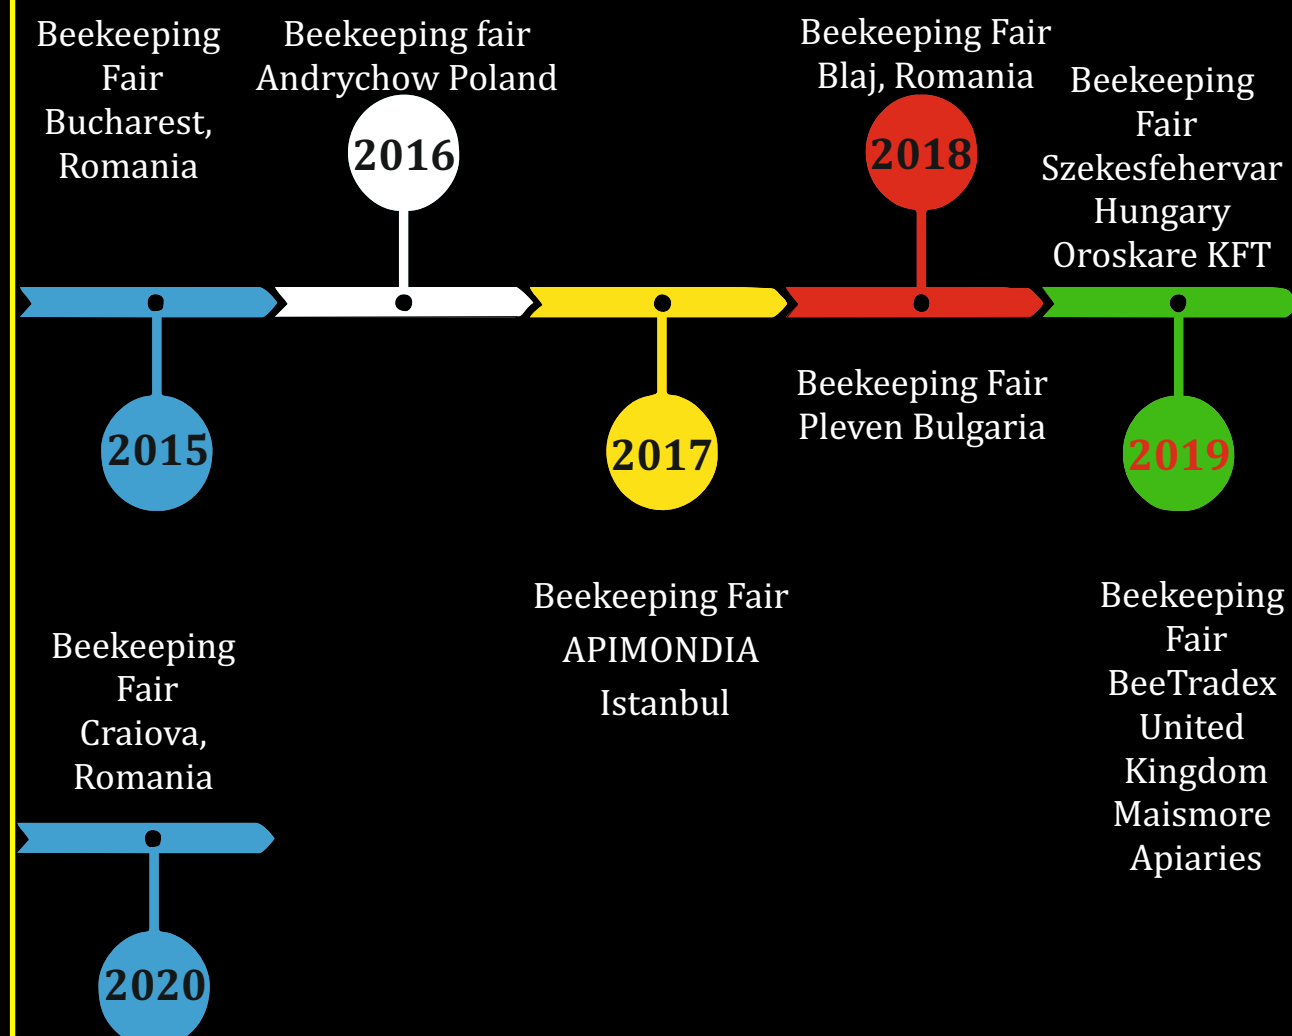 Beekeeping
Fair
Bucharest,
Romania
2015
Beekeeping fair
Andrychow Poland
2016
2017
Beekeeping Fair
APIMONDIA
Istanbul
Beekeeping Fair
Blaj, Romania
2018
Beekeeping Fair
Pleven Bulgaria
Beekeeping
Fair
Szekesfehervar
Hungary
Oroskare KFT
2019
Beekeeping
Fair
BeeTradex
United
Kingdom
Maismore
Apiaries
Beekeeping
Fair
Craiova,
Romania
2020